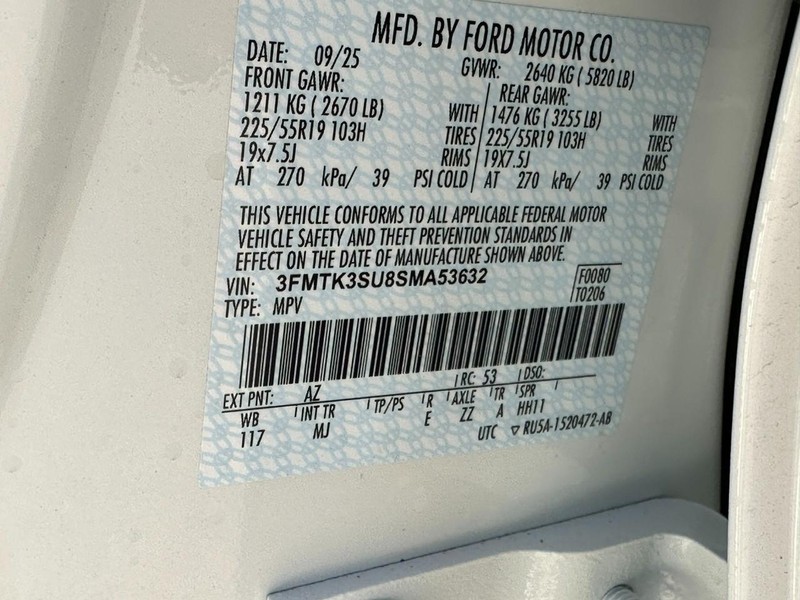 MFD. BY FORD MOTOR CO.
DATE: 09/25 GVWR: 2640 KG ( 5820 LB)
FRONT GAWR: REAR GAWR:
1211 KG ( 2670 LB) WITH 1476 KG ( 3255 LB) WITH
225/55R19 103H TIRES 225/55R19 103H TIRES
19x7.5J RIMS 19X7.5J RIMS
AT 270 kPa/ 39 PSI COLD AT 270 kPa/ 39 PSI COLD
THIS VEHICLE CONFORMS TO ALL APPLICABLE FEDERAL MOTOR
VEHICLE SAFETY AND THEFT PREVENTION STANDARDS IN
EFFECT ON THE DATE OF MANUFACTURE SHOWN ABOVE.
VIN: 3FMTK3SU8SMA53632 F0080
TYPE: MPV T0206
EXT PNT: AZ RC: 53 DSO:
WB INT TR TP/PS R AXLE TR SPR
117 MJ E ZZ A HH11
UTC ▽ RU5A-1520472-AB